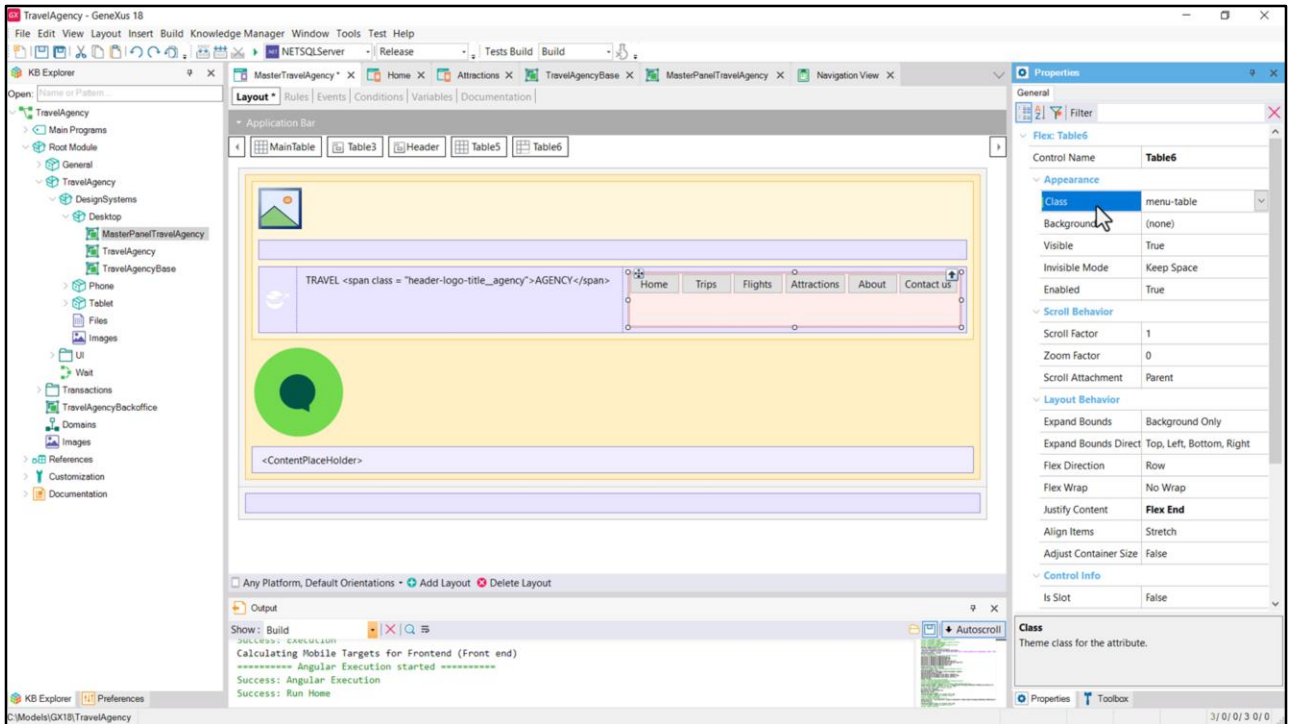 TravelAgency - GeneXus 18
File Edit View Layout Insert Build Knowledge Manager Window Tools Test Help
NETSQLServer Release Tests Build Build
KB Explorer
Open: Name or Pattern...
TravelAgency
Main Programs
Root Module
General
TravelAgency
DesignSystems
Desktop
MasterPanelTravelAgency
TravelAgency
TravelAgencyBase
Phone
Tablet
Files
Images
UI
Wait
Transactions
TravelAgencyBackoffice
Domains
Images
References
Customization
Documentation
KB Explorer Preferences
MasterTravelAgency * X Home X Attractions X TravelAgencyBase X MasterPanelTravelAgency X Navigation View X
Layout * | Rules | Events | Conditions | Variables | Documentation |
Application Bar
MainTable Table3 Header Table5 Table6
TRAVEL <span class = "header-logo-title__agency">AGENCY</span>
Home Trips Flights Attractions About Contact us
<ContentPlaceHolder>
Any Platform, Default Orientations Add Layout Delete Layout
Output
Show: Build Autoscroll
Success: Execution
Calculating Mobile Targets for Frontend (Front end)
========== Angular Execution started ==========
Success: Angular Execution
Success: Run Home
Properties
General
Filter
Flex: Table6
Control Name Table6
Appearance
Class menu-table
Background (none)
Visible True
Invisible Mode Keep Space
Enabled True
Scroll Behavior
Scroll Factor 1
Zoom Factor 0
Scroll Attachment Parent
Layout Behavior
Expand Bounds Background Only
Expand Bounds Direct Top, Left, Bottom, Right
Flex Direction Row
Flex Wrap No Wrap
Justify Content Flex End
Align Items Stretch
Adjust Container Size False
Control Info
Is Slot False
Class
Theme class for the attribute.
Properties Toolbox
C:\Models\GX18\TravelAgency
3/ 0/ 0/ 3 0/ 0